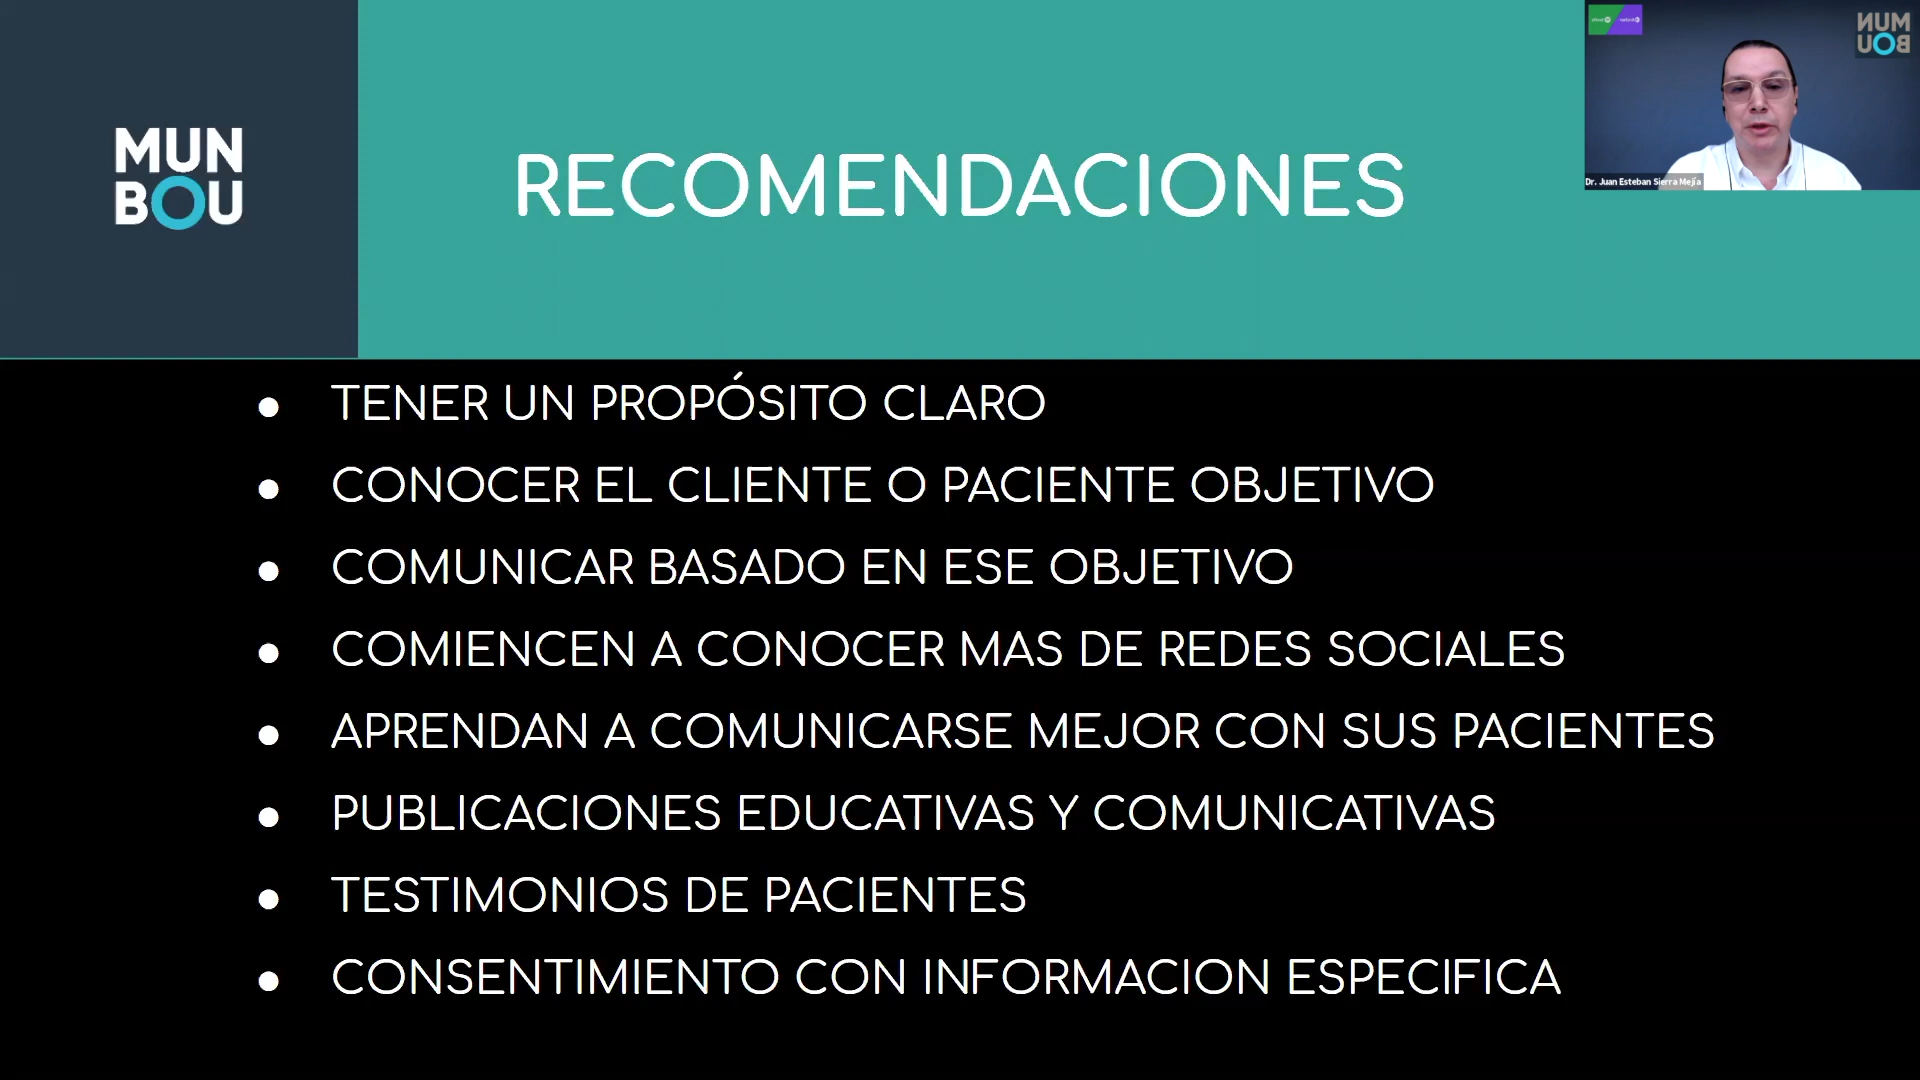 MUN
BOU
RECOMENDACIONES
MUN
BOU
Dr. Juan Esteban Sierra Mejía
● TENER UN PROPÓSITO CLARO
● CONOCER EL CLIENTE O PACIENTE OBJETIVO
● COMUNICAR BASADO EN ESE OBJETIVO
● COMIENCEN A CONOCER MAS DE REDES SOCIALES
● APRENDAN A COMUNICARSE MEJOR CON SUS PACIENTES
● PUBLICACIONES EDUCATIVAS Y COMUNICATIVAS
● TESTIMONIOS DE PACIENTES
● CONSENTIMIENTO CON INFORMACION ESPECIFICA